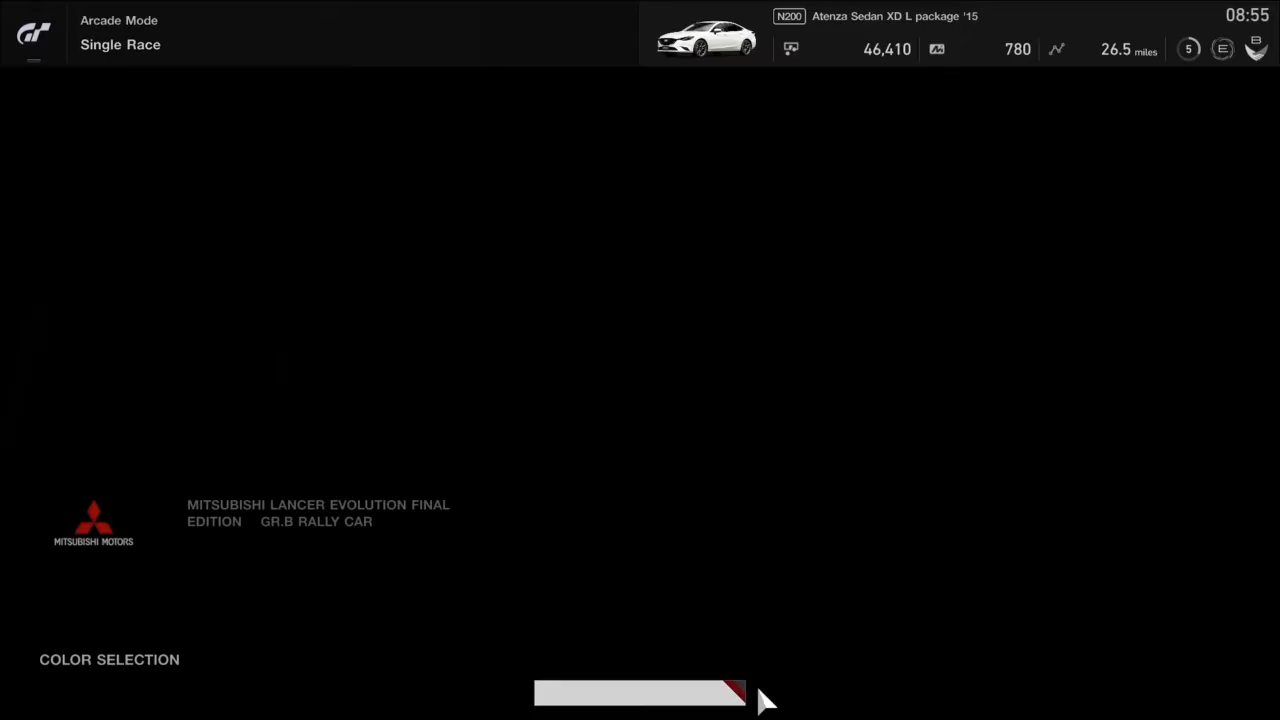 Arcade Mode
Single Race
N200 Atenza Sedan XD L package '15
08:55
46,410
780
26.5 miles
5
E
B
MITSUBISHI LANCER EVOLUTION FINAL
EDITION GR.B RALLY CAR
MITSUBISHI MOTORS
COLOR SELECTION